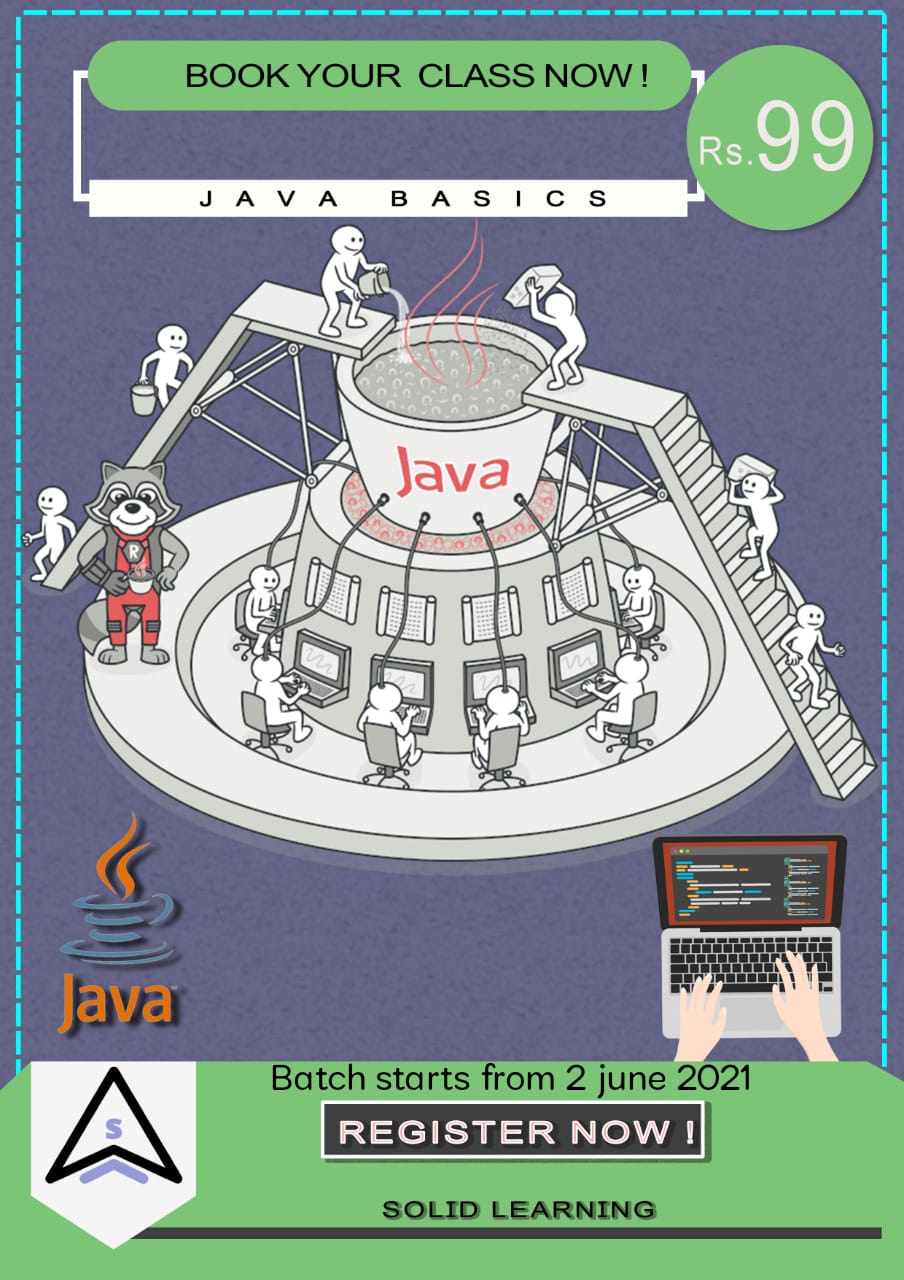 BOOK YOUR CLASS NOW !
Rs.99
JAVA BASICS
Java
R
Java™
Batch starts from 2 june 2021
S
REGISTER NOW !
SOLID LEARNING